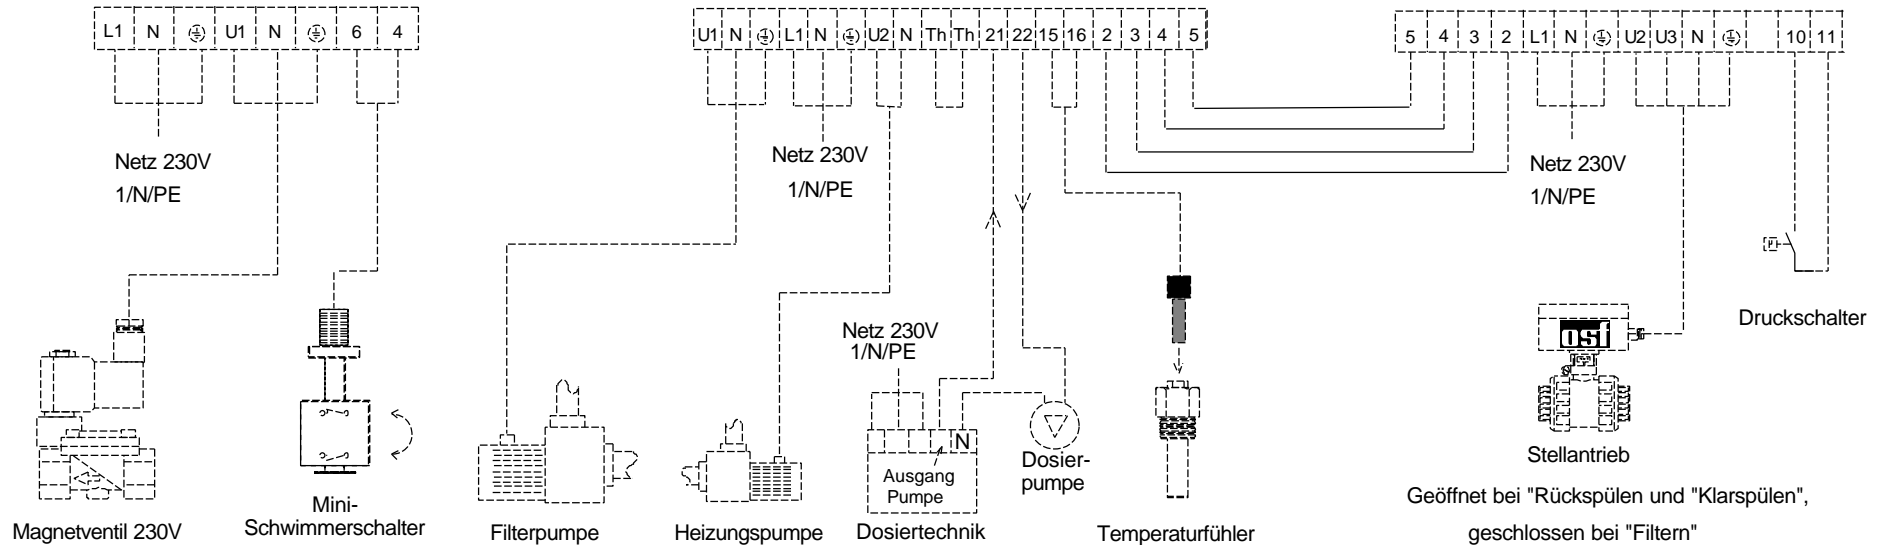 L1 N U1 N 6 4
U1 N L1 N U2 N Th Th 21 22 15 16 2 3 4 5
5 4 3 2 L1 N U2 U3 N 10 11
Netz 230V
1/N/PE
Netz 230V
1/N/PE
Netz 230V
1/N/PE
Netz 230V
1/N/PE
P
osf
Druckschalter
N
Ausgang
Pumpe
Dosier-
pumpe
Stellantrieb
Geöffnet bei "Rückspülen und "Klarspülen",
geschlossen bei "Filtern"
Magnetventil 230V
Mini-
Schwimmerschalter
Filterpumpe
Heizungspumpe
Dosiertechnik
Temperaturfühler